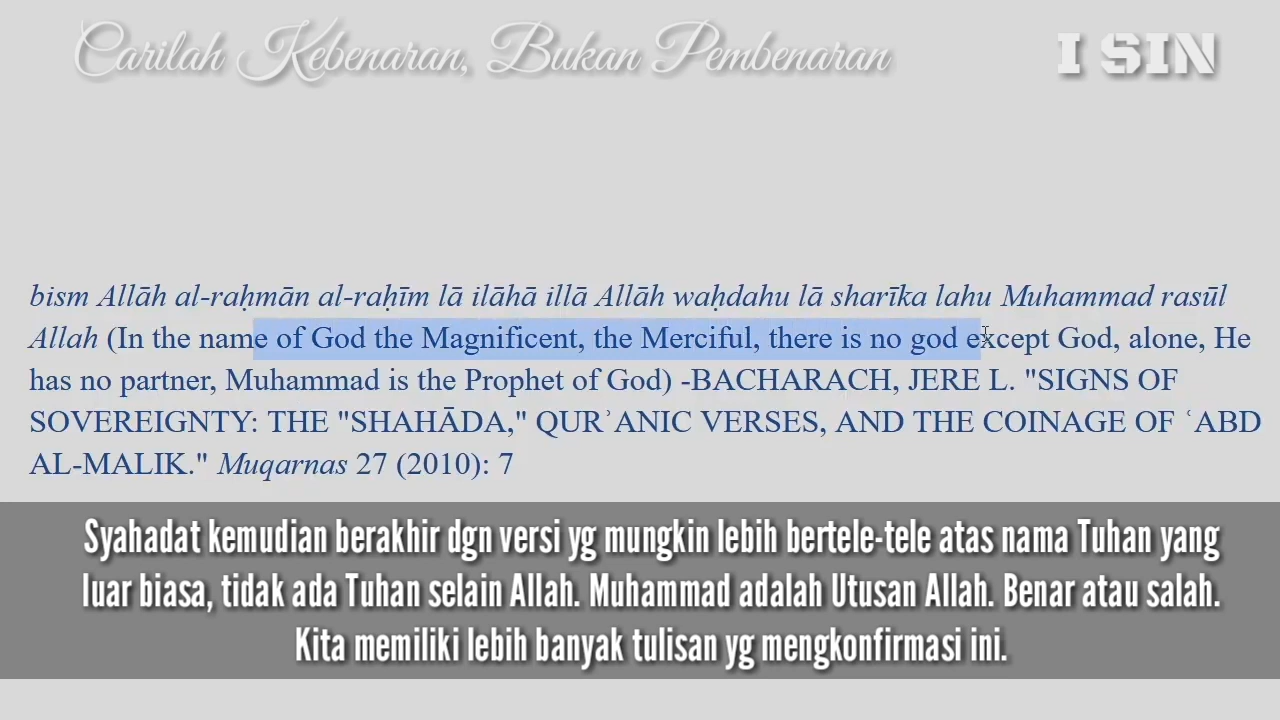 Carilah Kebenaran, Bukan Pembenaran
I SIN
bism Allāh al-raḥmān al-raḥīm lā ilāhā illā Allāh waḥdahu lā sharīka lahu Muhammad rasūl
Allah (In the name of God the Magnificent, the Merciful, there is no god except God, alone, He
has no partner, Muhammad is the Prophet of God) -BACHARACH, JERE L. "SIGNS OF
SOVEREIGNTY: THE "SHAHĀDA," QURʾANIC VERSES, AND THE COINAGE OF ʿABD
AL-MALIK." Muqarnas 27 (2010): 7
Syahadat kemudian berakhir dgn versi yg mungkin lebih bertele-tele atas nama Tuhan yang
luar biasa, tidak ada Tuhan selain Allah. Muhammad adalah Utusan Allah. Benar atau salah.
Kita memiliki lebih banyak tulisan yg mengkonfirmasi ini.